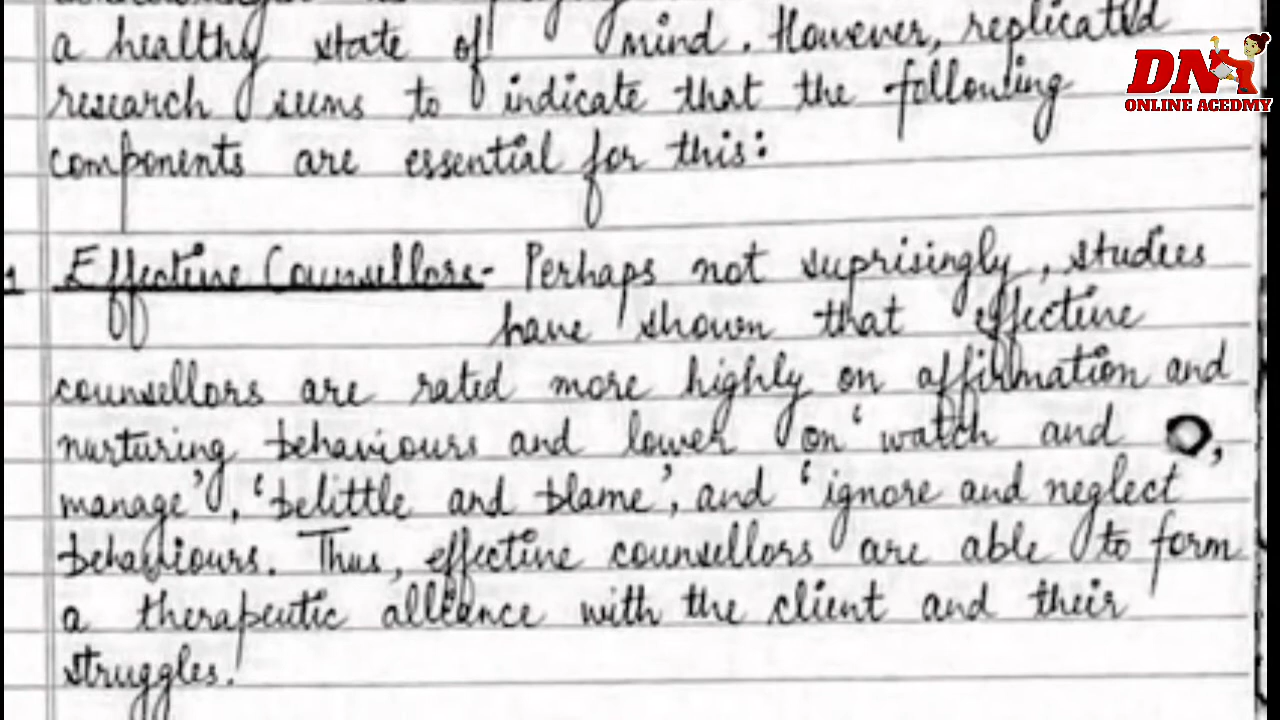 a healthy state of mind. However, replicated
research seems to indicate that the following
components are essential for this:
1 Effective Counsellors- Perhaps not suprisingly, studies
have shown that effective
counsellors are rated more highly on affirmation and
nurturing behaviours and lower on 'watch and
manage', 'belittle and blame', and 'ignore and neglect'
behaviours. Thus, effective counsellors are able to form
a therapeutic alliance with the client and their
struggles.
DNA
ONLINE ACEDMY